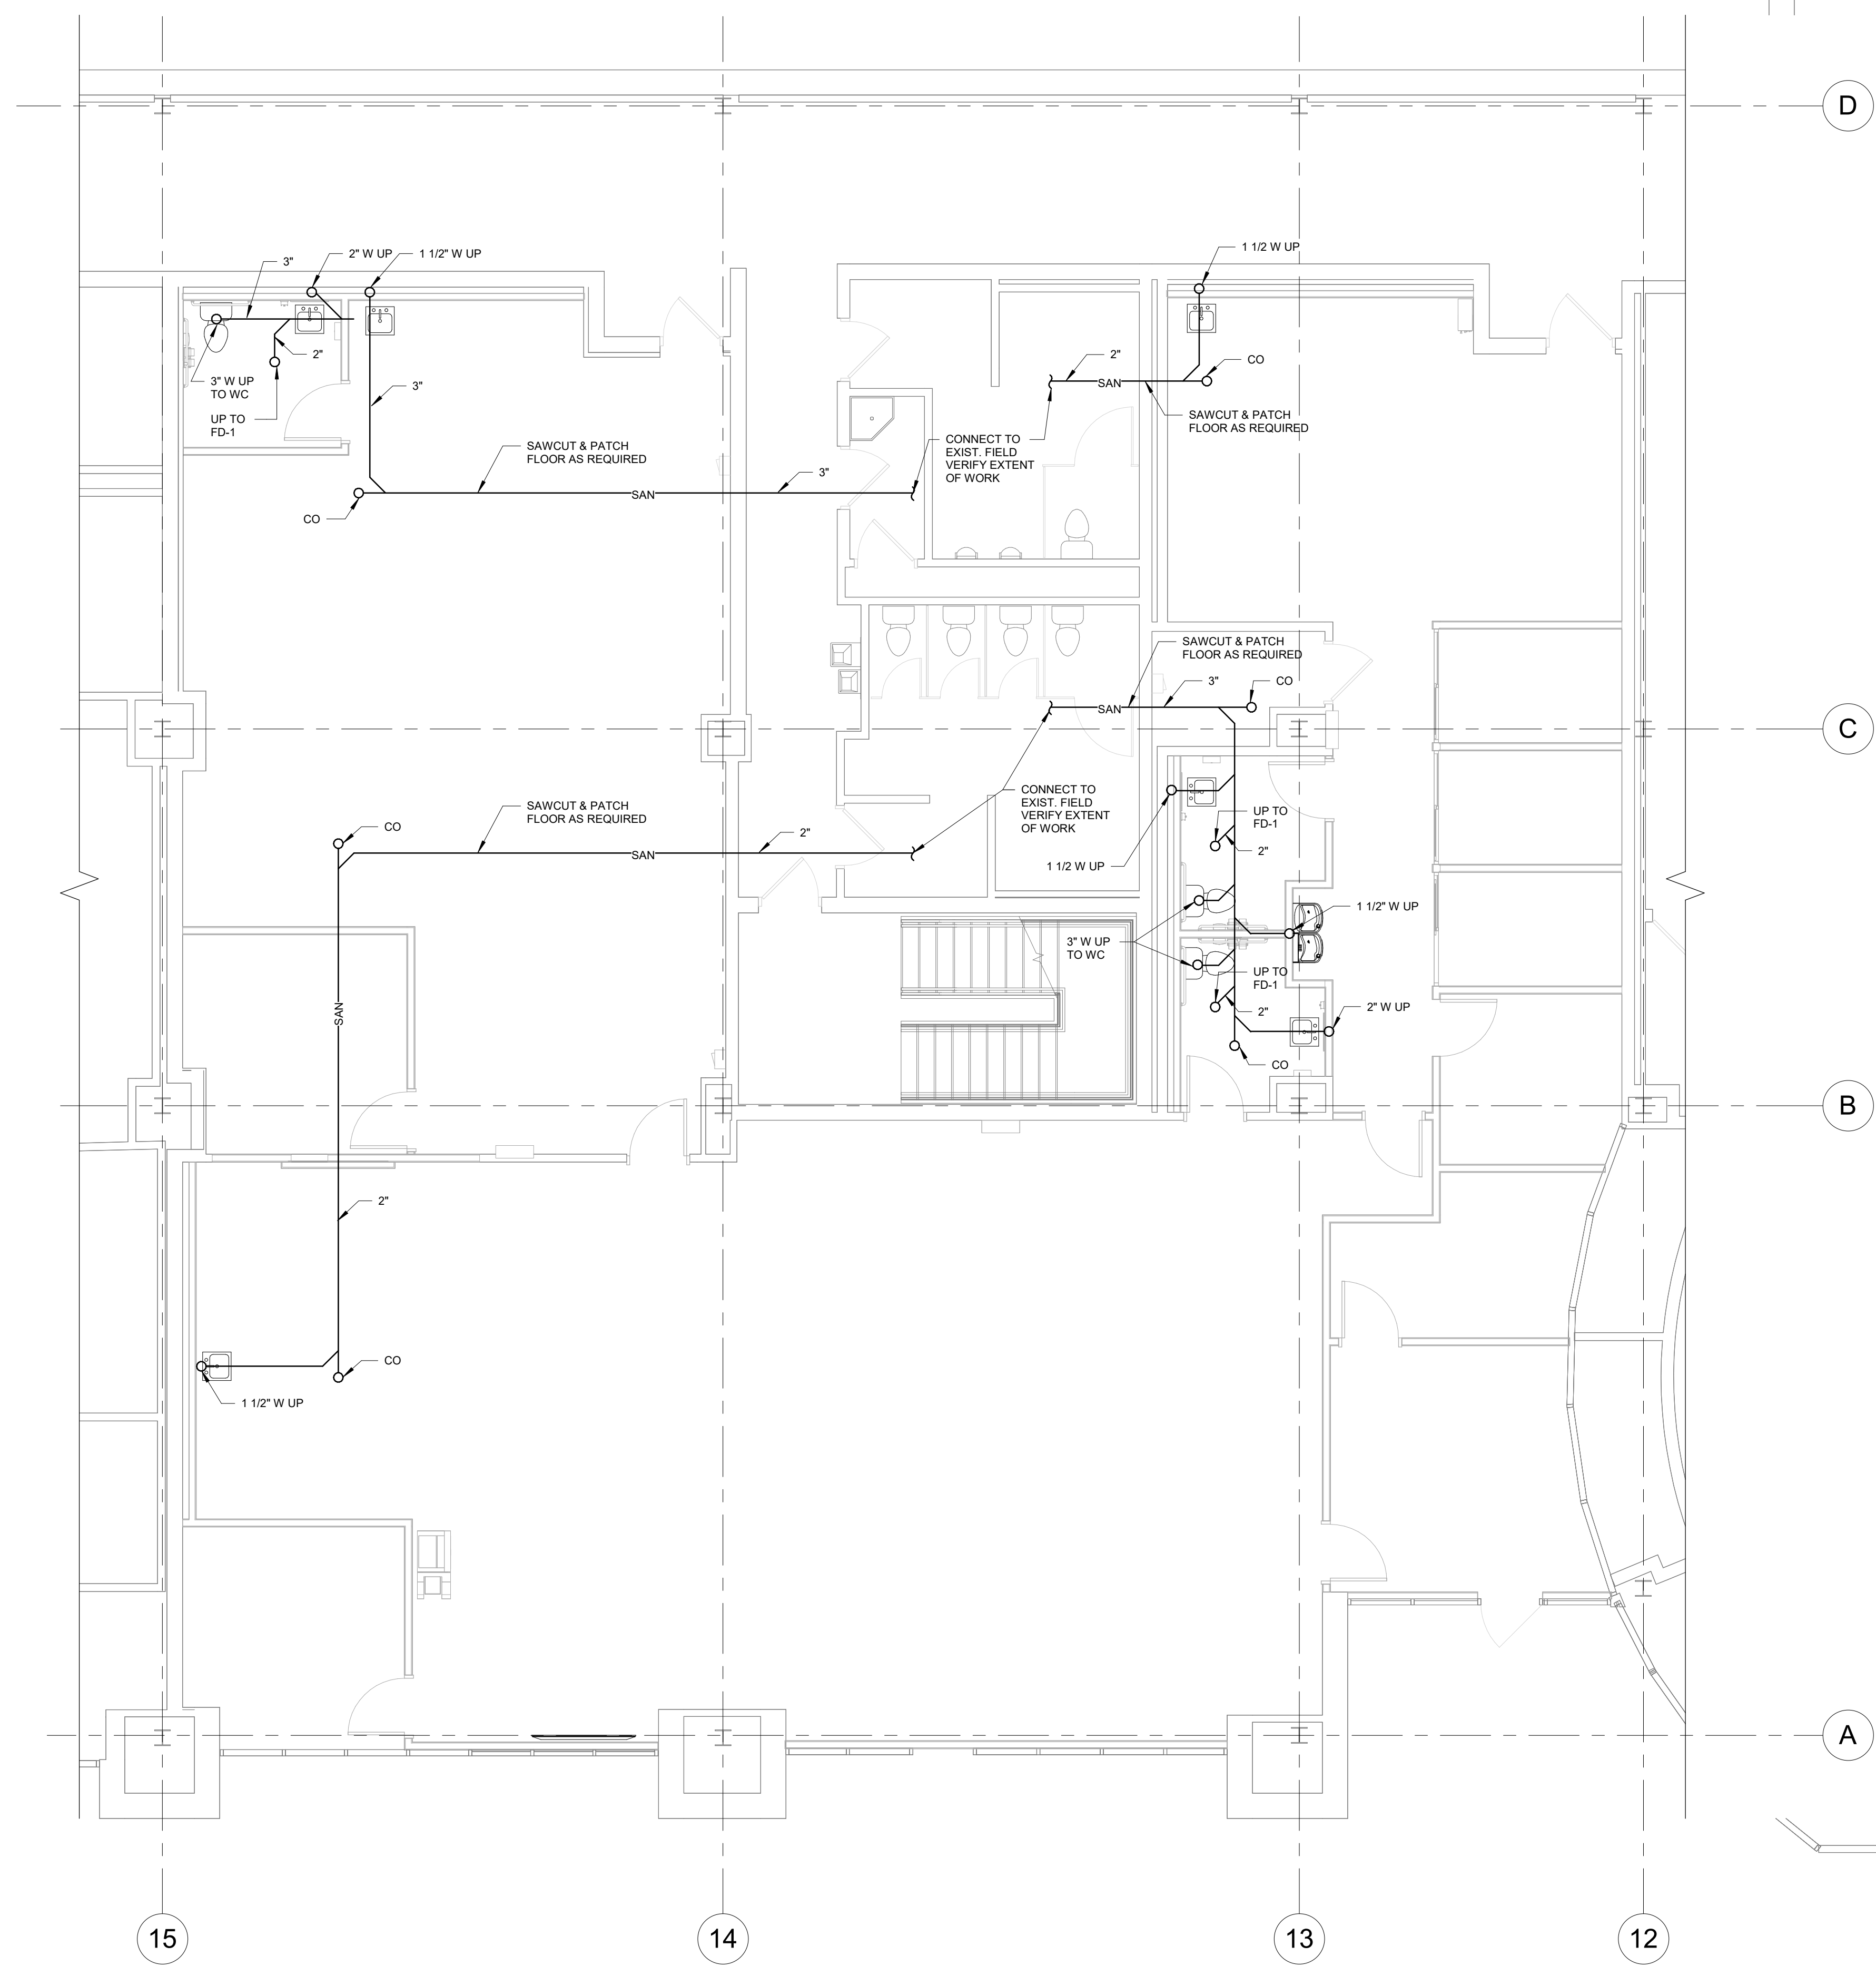 D
2" W UP
1 1/2" W UP
3"
1 1/2 W UP
2"
CO
2"
SAN
3" W UP
TO WC
3"
UP TO
FD-1
SAWCUT & PATCH
FLOOR AS REQUIRED
CONNECT TO
EXIST. FIELD
VERIFY EXTENT
OF WORK
SAWCUT & PATCH
FLOOR AS REQUIRED
3"
SAN
CO
SAWCUT & PATCH
FLOOR AS REQUIRED
3"
CO
SAN
C
CONNECT TO
EXIST. FIELD
VERIFY EXTENT
OF WORK
SAWCUT & PATCH
FLOOR AS REQUIRED
UP TO
FD-1
CO
2"
SAN
2"
1 1/2 W UP
1 1/2" W UP
3" W UP
TO WC
UP TO
FD-1
SAN
2" W UP
2"
CO
B
2"
CO
1 1/2" W UP
A
15
14
13
12